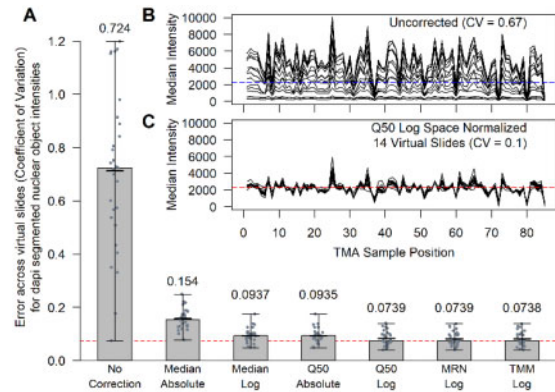 A
Error across virtual slides (Coefficient of Variation)
for dapi segmented nuclear object intensities
1.2
1.0
0.8
0.6
0.4
0.2
0.0
0.724
0.154
0.0937
0.0935
0.0739
0.0739
0.0738
No
Correction
Median
Absolute
Median
Log
Q50
Absolute
Q50
Log
MRN
Log
TMM
Log
B
Median Intensity
10000
8000
6000
4000
2000
0
Uncorrected (CV = 0.67)
C
Median Intensity
10000
8000
6000
4000
2000
0
Q50 Log Space Normalized
14 Virtual Slides (CV = 0.1)
0 10 20 30 40 50 60 70 80
TMA Sample Position